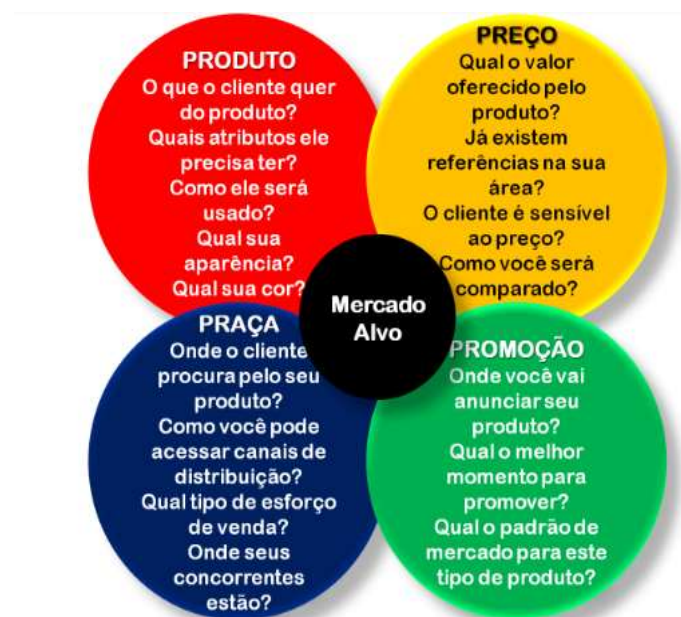 PRODUTO
O que o cliente quer
do produto?
Quais atributos ele
precisa ter?
Como ele será
usado?
Qual sua
aparência?
Qual sua cor?
PREÇO
Qual o valor
oferecido pelo
produto?
Já existem
referências na sua
área?
O cliente é sensível
ao preço?
Como você será
comparado?
Mercado
Alvo
PRAÇA
Onde o cliente
procura pelo seu
produto?
Como você pode
acessar canais de
distribuição?
Qual tipo de esforço
de venda?
Onde seus
concorrentes
estão?
PROMOÇÃO
Onde você vai
anunciar seu
produto?
Qual o melhor
momento para
promover?
Qual o padrão de
mercado para este
tipo de produto?